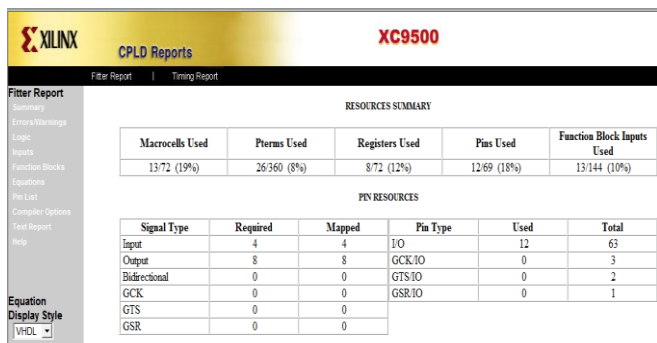 XILINX
CPLD Reports
XC9500
Fitter Report | Timing Report
Fitter Report
Summary
Errors/Warnings
Logic
Inputs
Function Blocks
Equations
Pin List
Compiler Options
Text Report
Help
Equation
Display Style
VHDL
RESOURCES SUMMARY
Macrocells Used Pterms Used Registers Used Pins Used Function Block Inputs Used
13/72 (19%) 26/360 (8%) 8/72 (12%) 12/69 (18%) 13/144 (10%)
PIN RESOURCES
Signal Type Required Mapped Pin Type Used Total
Input 4 4 I/O 12 63
Output 8 8 GCK/IO 0 3
Bidirectional 0 0 GTS/IO 0 2
GCK 0 0 GSR/IO 0 1
GTS 0 0
GSR 0 0